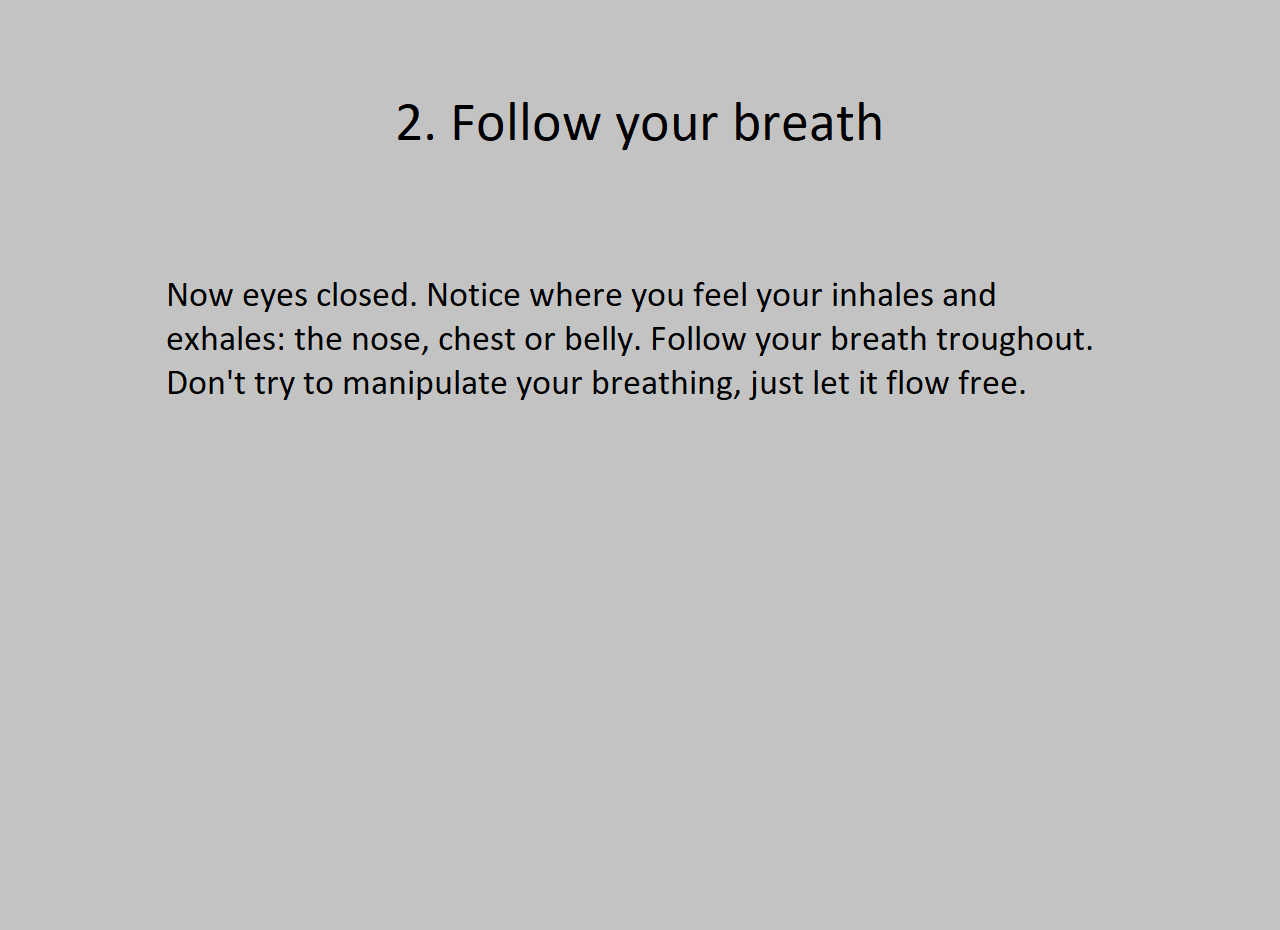 2. Follow your breath
Now eyes closed. Notice where you feel your inhales and
exhales: the nose, chest or belly. Follow your breath troughout.
Don't try to manipulate your breathing, just let it flow free.